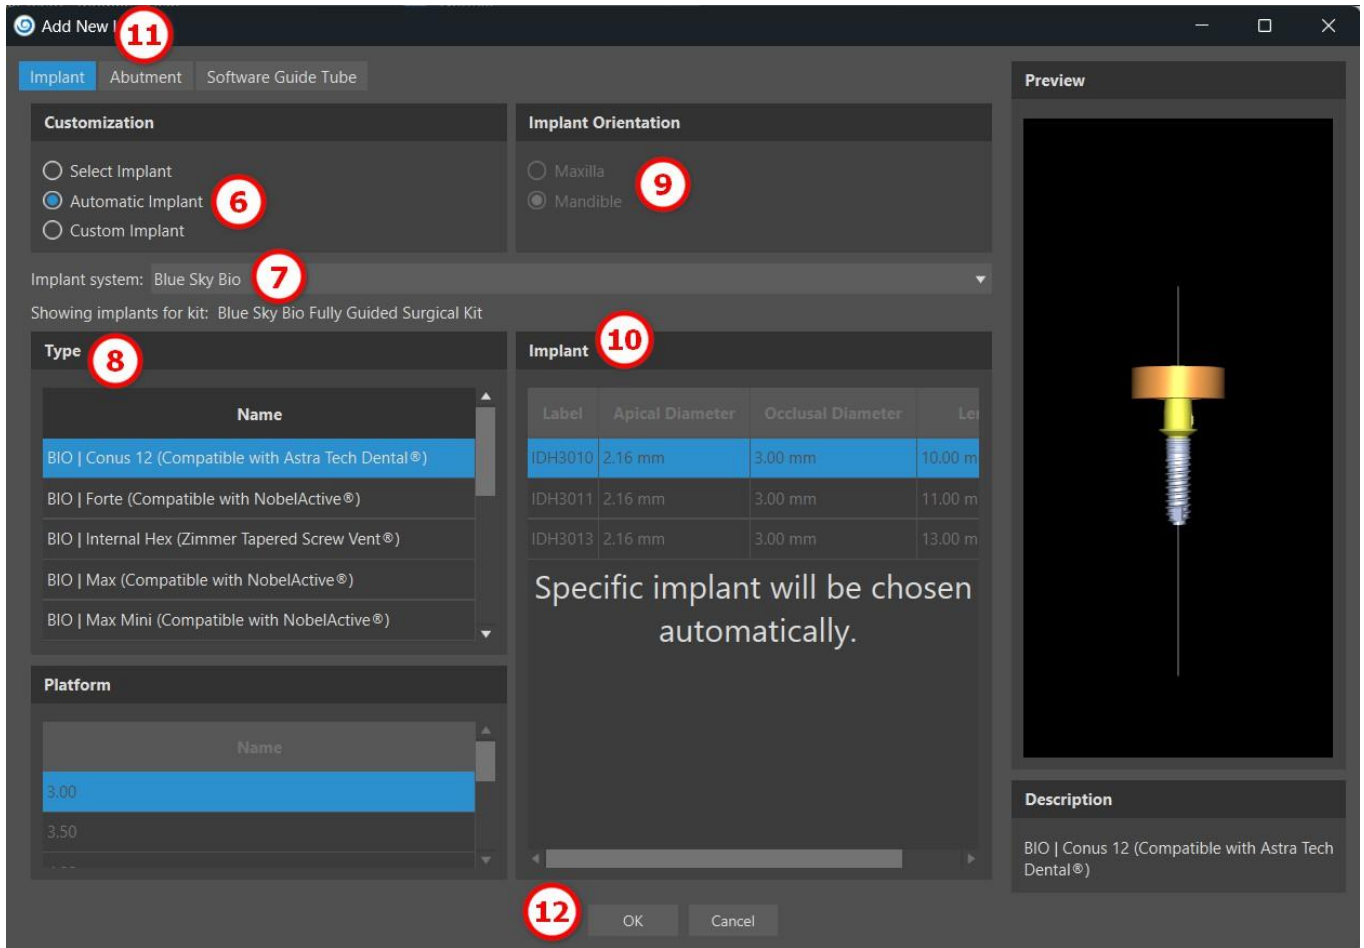 Add New
11
Implant Abutment Software Guide Tube
Preview
Customization
Implant Orientation
Select Implant
Automatic Implant
6
Custom Implant
Maxilla
Mandible
9
Implant system: Blue Sky Bio
7
Showing implants for kit: Blue Sky Bio Fully Guided Surgical Kit
Type
8
Name
BIO | Conus 12 (Compatible with Astra Tech Dental®)
BIO | Forte (Compatible with NobelActive®)
BIO | Internal Hex (Zimmer Tapered Screw Vent®)
BIO | Max (Compatible with NobelActive®)
BIO | Max Mini (Compatible with NobelActive®)
Implant
10
Label Apical Diameter Occlusal Diameter Le
IDH3010 2.16 mm 3.00 mm 10.00 m
IDH3011 2.16 mm 3.00 mm 11.00 m
IDH3013 2.16 mm 3.00 mm 13.00 m
Specific implant will be chosen
automatically.
Platform
Name
3.00
3.50
Description
BIO | Conus 12 (Compatible with Astra Tech
Dental®)
12
OK Cancel